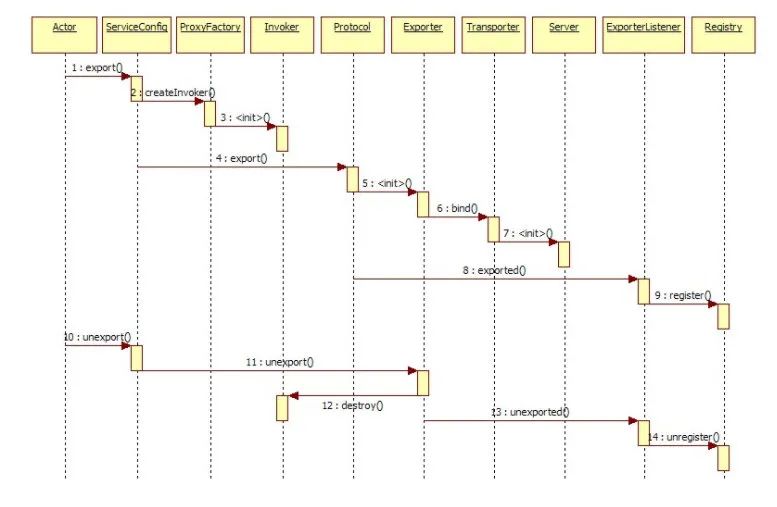 Actor
ServiceConfig
ProxyFactory
Invoker
Protocol
Exporter
Transporter
Server
ExporterListener
Registry
1 : export()
2 : createInvoker()
3 : <init>()
4 : export()
5 : <init>()
6 : bind()
7 : <init>()
8 : exported()
9 : register()
10 : unexport()
11 : unexport()
12 : destroy()
13 : unexported()
14 : unregister()